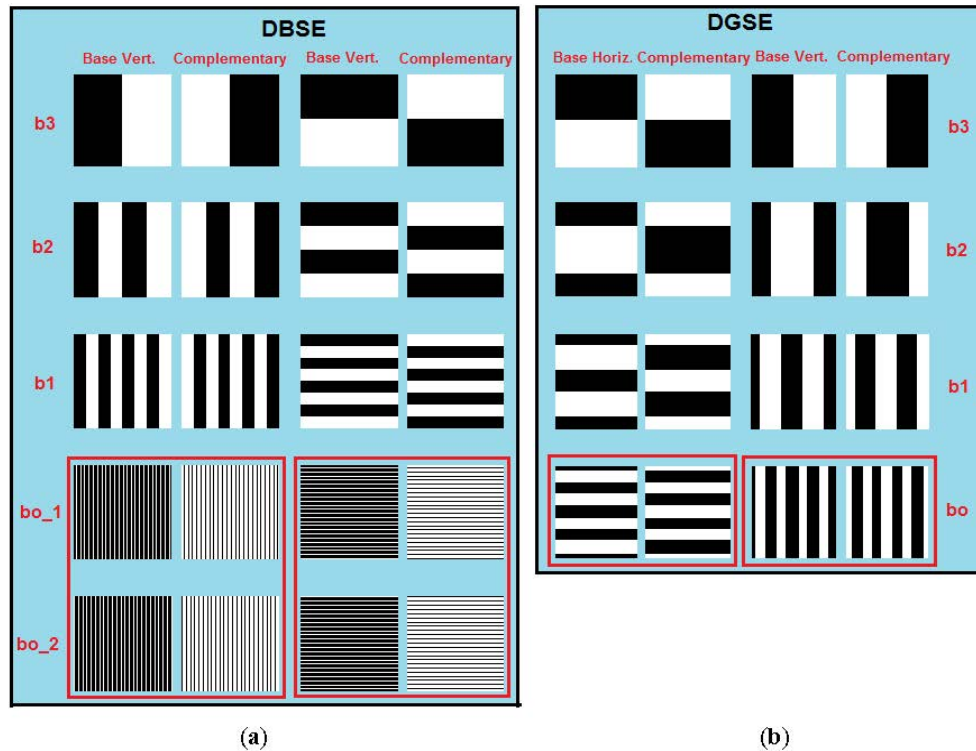 DBSE
Base Vert. Complementary Base Vert. Complementary
b3
b2
b1
bo_1
bo_2
(a)
DGSE
Base Horiz. Complementary Base Vert. Complementary
b3
b2
b1
bo
(b)